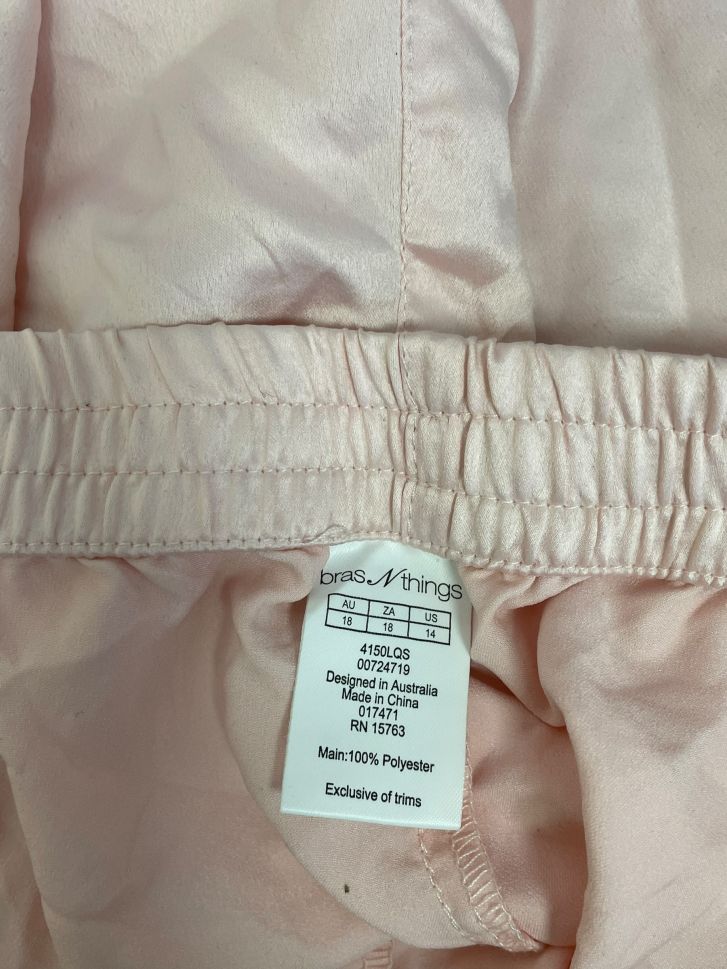 bras N things
AU ZA US
18 18 14
4150LQS
00724719
Designed in Australia
Made in China
017471
RN 15763
Main:100% Polyester
Exclusive of trims